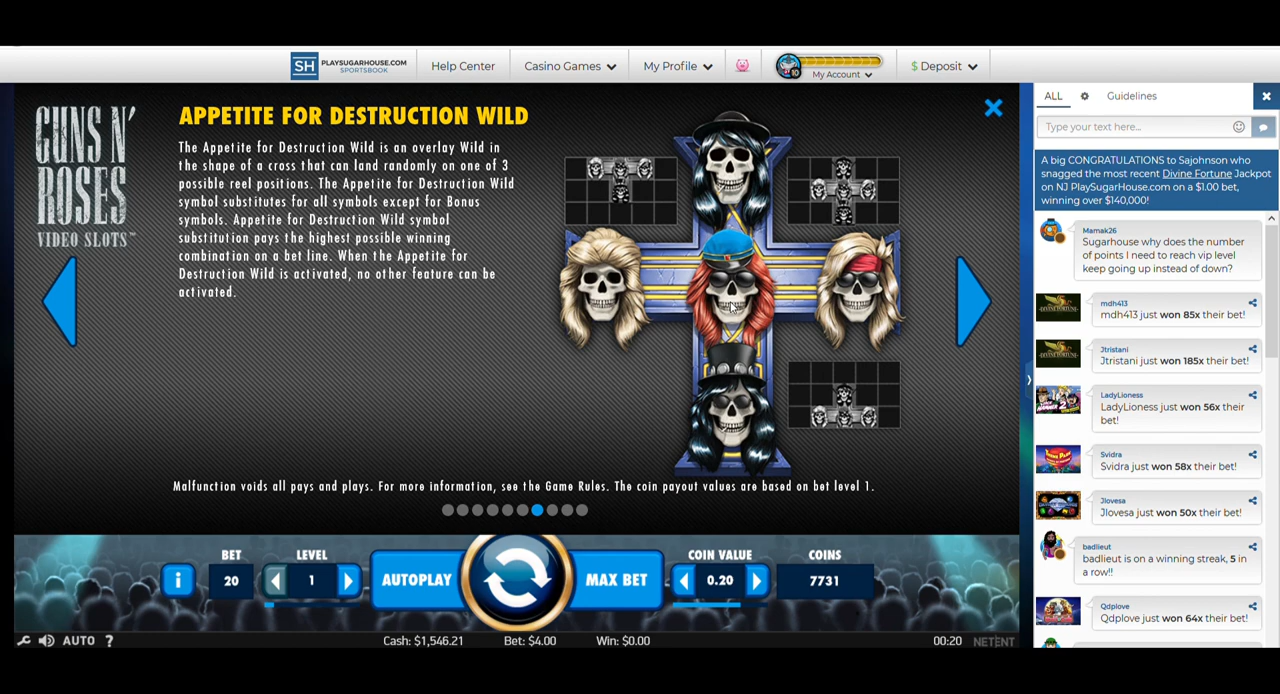 SH PLAYSUGARHOUSE.COM
SPORTSBOOK
Help Center
Casino Games
My Profile
10
My Account
$ Deposit
GUNS N'
ROSES
VIDEO SLOTS™
APPETITE FOR DESTRUCTION WILD
The Appetite for Destruction Wild is an overlay Wild in
the shape of a cross that can land randomly on one of 3
possible reel positions. The Appetite for Destruction Wild
symbol substitutes for all symbols except for Bonus
symbols. Appetite for Destruction Wild symbol
substitution pays the highest possible winning
combination on a bet line. When the Appetite for
Destruction Wild is activated, no other feature can be
activated.
Malfunction voids all pays and plays. For more information, see the Game Rules. The coin payout values are based on bet level 1.
BET
20
LEVEL
1
AUTOPLAY
MAX BET
COIN VALUE
0.20
COINS
7731
AUTO ?
Cash: $1,546.21
Bet: $4.00
Win: $0.00
00:20
NETENT
ALL
Guidelines
Type your text here...
A big CONGRATULATIONS to Sajohnson who
snagged the most recent Divine Fortune Jackpot
on NJ PlaySugarHouse.com on a $1.00 bet,
winning over $140,000!
Mamak26
Sugarhouse why does the number
of points I need to reach vip level
keep going up instead of down?
mdh413
mdh413 just won 85x their bet!
Jtristani
Jtristani just won 185x their bet!
LadyLioness
LadyLioness just won 56x their
bet!
Svidra
Svidra just won 58x their bet!
Jlovesa
Jlovesa just won 50x their bet!
badlieut
badlieut is on a winning streak, 5 in
a row!!
Qdplove
Qdplove just won 64x their bet!